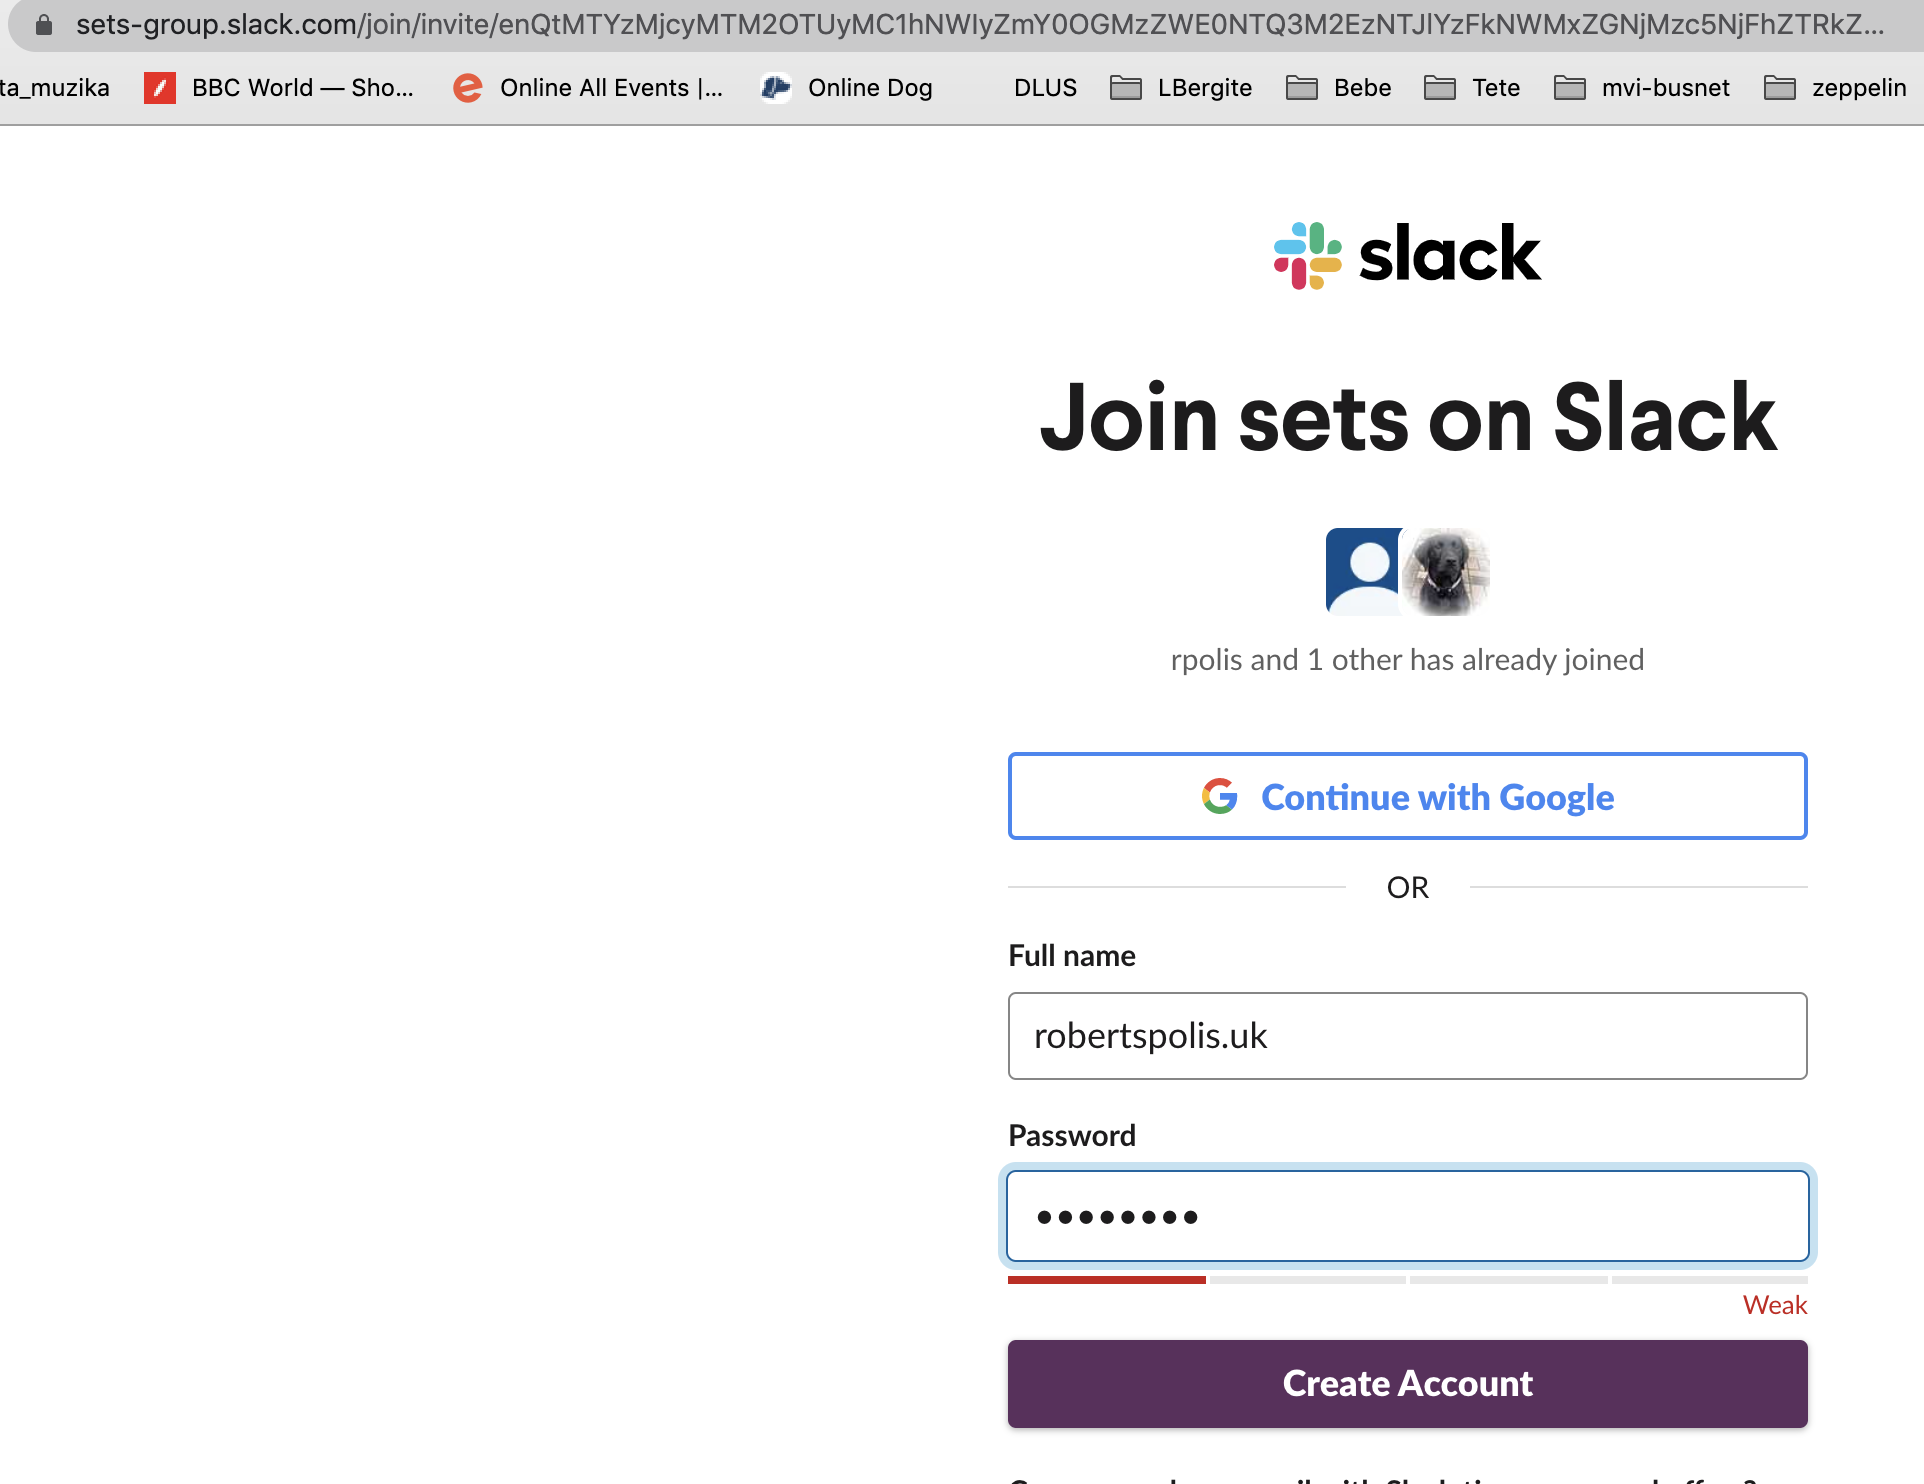 sets-group.slack.com/join/invite/enQtMTYzMjcyMTM2OTUyMC1hNWIyZmY0OGMzZWE0NTQ3M2EzNTJlYzFkNWMxZGNjMzc5NjFhZTRkZ...
ta_muzika BBC World — Sho... Online All Events |... Online Dog DLUS LBergite Bebe Tete mvi-busnet zeppelin
slack
Join sets on Slack
rpolis and 1 other has already joined
Continue with Google
OR
Full name
robertspolis.uk
Password
Weak
Create Account